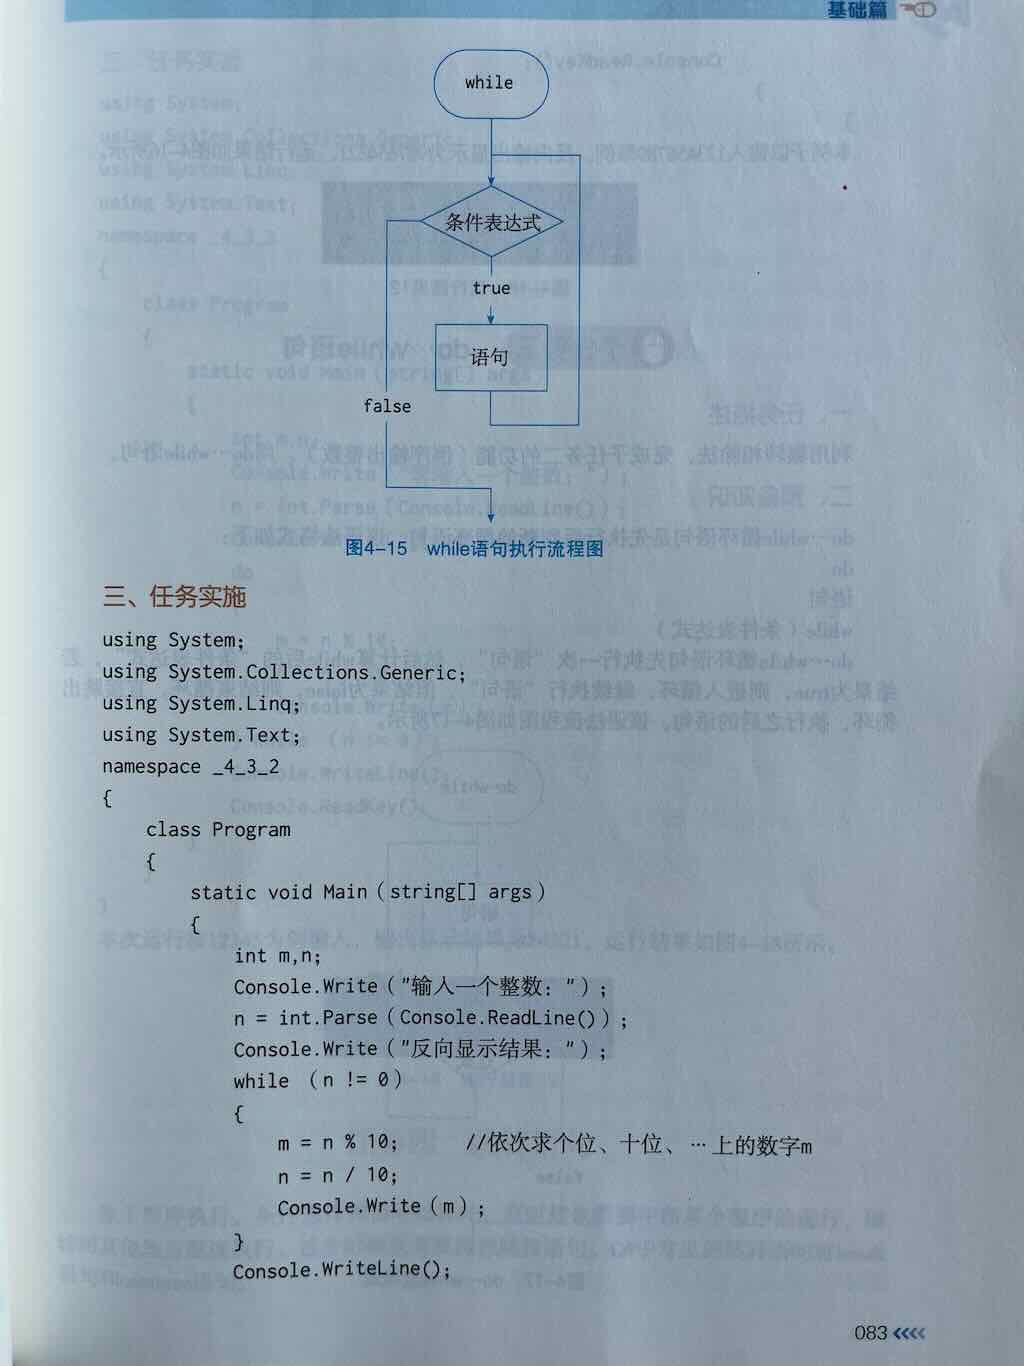 基础篇
while
条件表达式
true
语句
false
图4-15 while语句执行流程图
三、任务实施
using System;
using System.Collections.Generic;
using System.Linq;
using System.Text;
namespace _4_3_2
{
class Program
{
static void Main（string[] args）
{
int m,n;
Console.Write（"输入一个整数："）;
n = int.Parse（Console.ReadLine()）;
Console.Write（"反向显示结果："）;
while （n != 0）
{
m = n % 10; //依次求个位、十位、…上的数字m
n = n / 10;
Console.Write（m）;
}
Console.WriteLine();
083